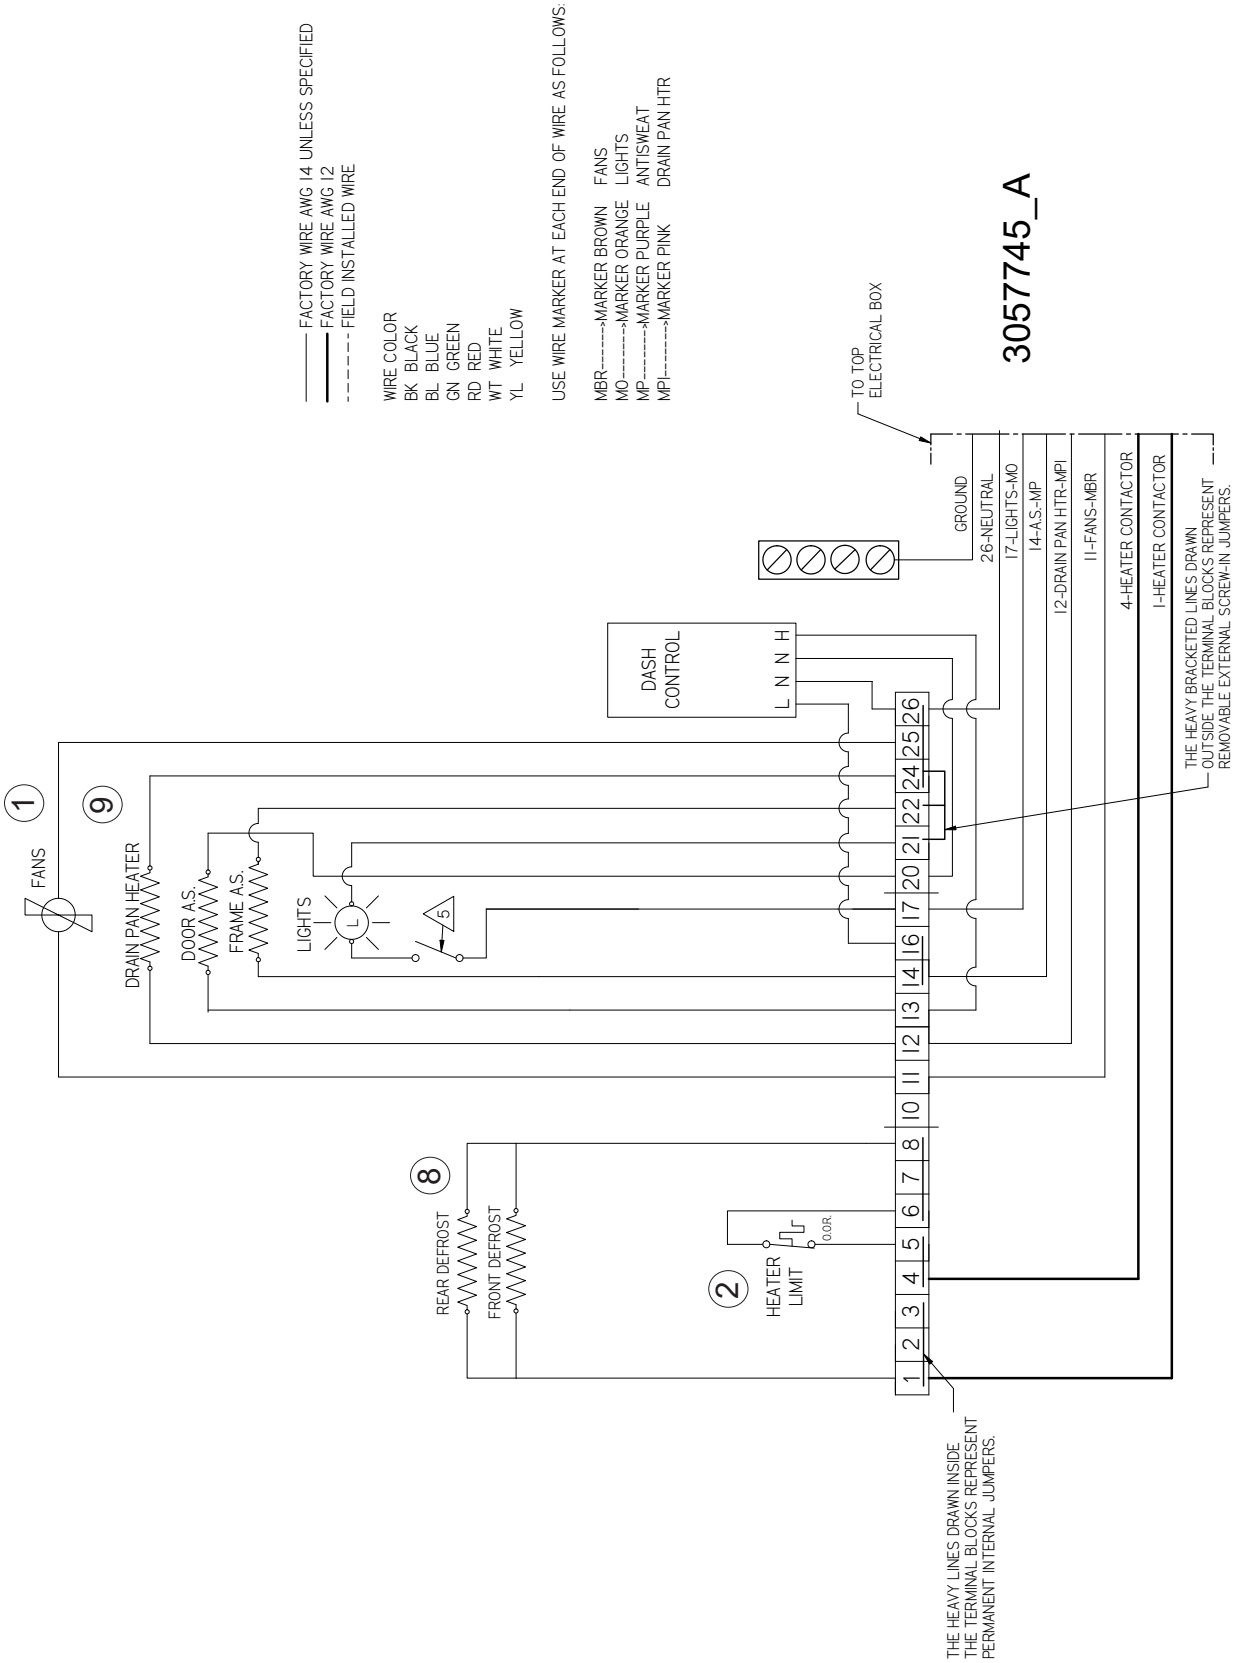 FACTORY WIRE AWG 14 UNLESS SPECIFIED
FACTORY WIRE AWG 12
FIELD INSTALLED WIRE
WIRE COLOR
BK BLACK
BL BLUE
GN GREEN
RD RED
WT WHITE
YL YELLOW
USE WIRE MARKER AT EACH END OF WIRE AS FOLLOWS:
MBR------->MARKER BROWN FANS
MO------->MARKER ORANGE LIGHTS
MP------->MARKER PURPLE ANTISWEAT
MPI------->MARKER PINK DRAIN PAN HTR
1
FANS
9
DRAIN PAN HEATER
DOOR A.S.
FRAME A.S.
LIGHTS
L
5
8
REAR DEFROST
FRONT DEFROST
2
HEATER
LIMIT
O.O.R.
DASH
CONTROL
L N N H
1 2 3 4 5 6 7 8 10 11 12 13 14 16 17 20 21 22 24 25 26
TO TOP
ELECTRICAL BOX
GROUND
26-NEUTRAL
17-LIGHTS-MO
14-A.S.-MP
12-DRAIN PAN HTR-MPI
11-FANS-MBR
4-HEATER CONTACTOR
1-HEATER CONTACTOR
THE HEAVY LINES DRAWN INSIDE
THE TERMINAL BLOCKS REPRESENT
PERMANENT INTERNAL JUMPERS.
THE HEAVY BRACKETED LINES DRAWN
OUTSIDE THE TERMINAL BLOCKS REPRESENT
REMOVABLE EXTERNAL SCREW-IN JUMPERS.
3057745_A